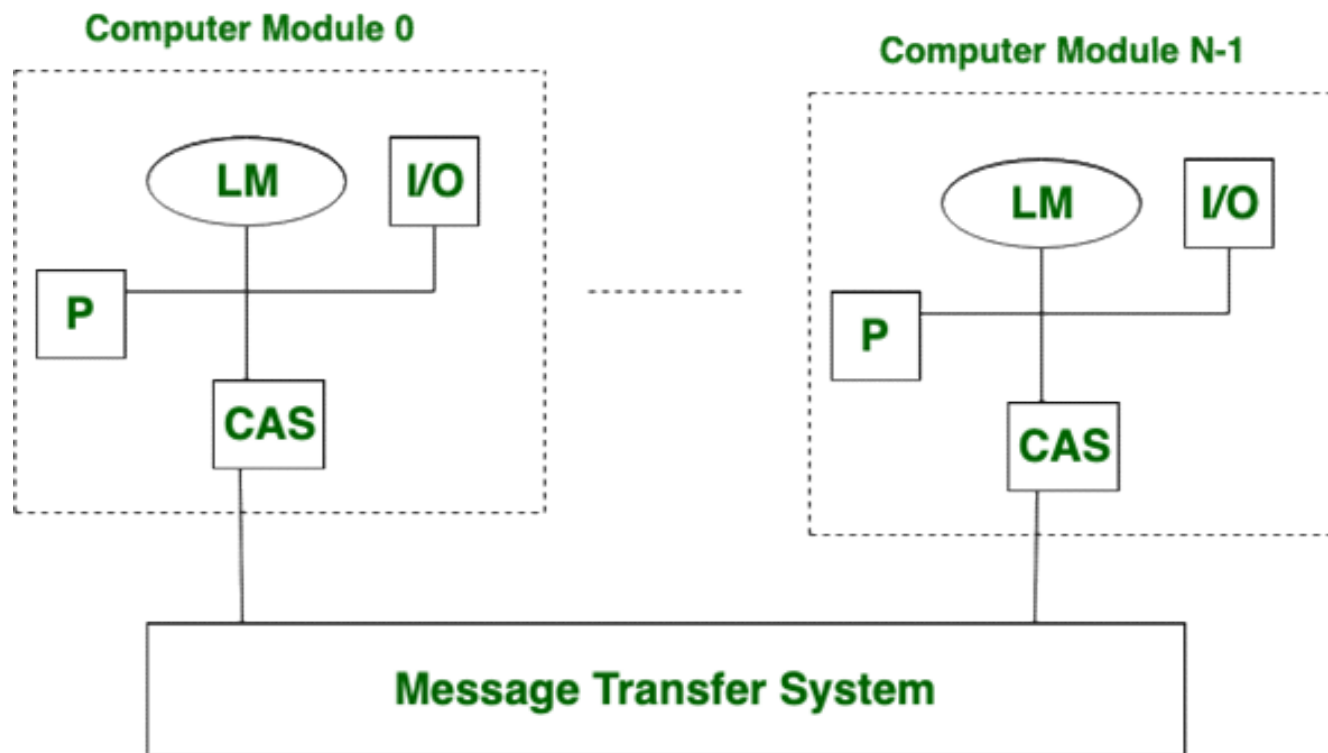 Computer Module 0
Computer Module N-1
LM
I/O
P
CAS
LM
I/O
P
CAS
Message Transfer System